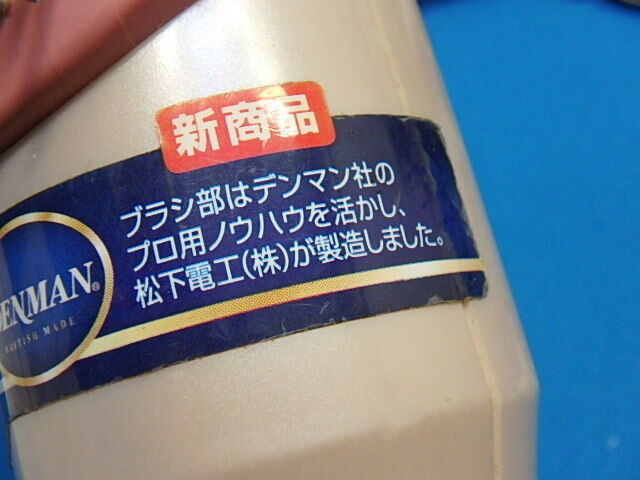 新商品
ブラシ部はデンマン社の
プロ用ノウハウを活かし、
松下電工(株)が製造しました。
DENMAN®
BRITISH MADE